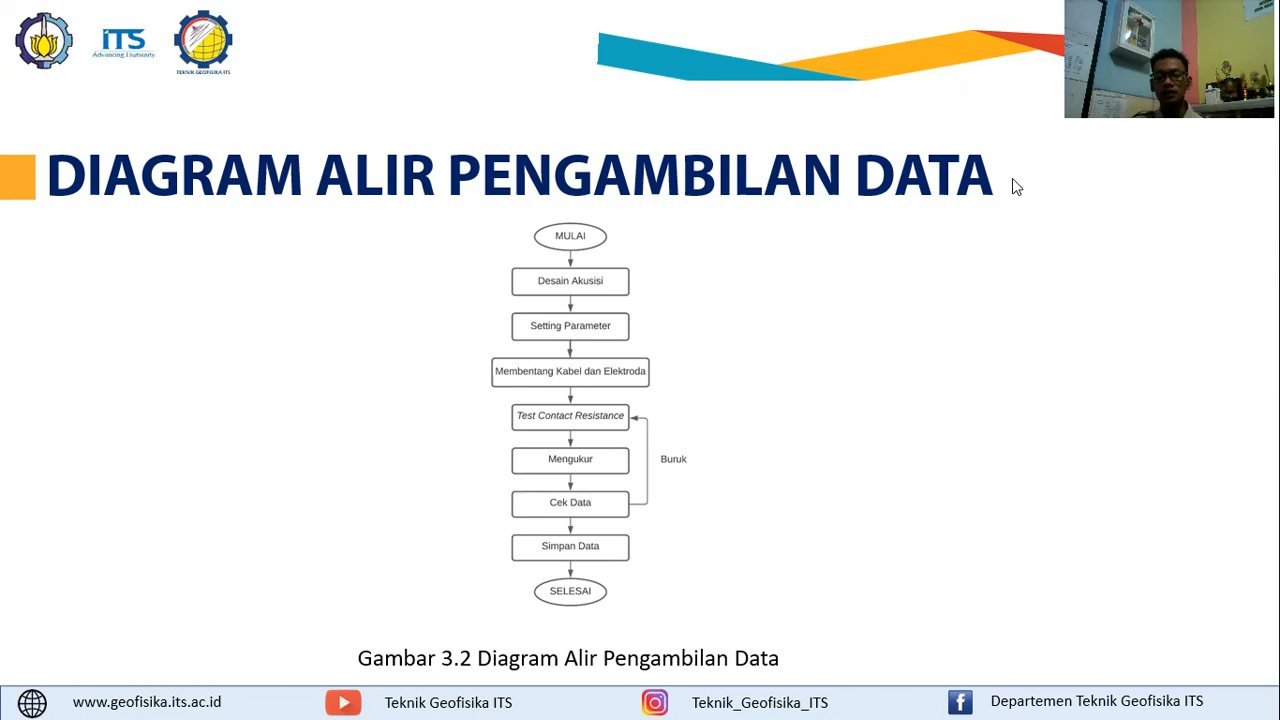 ITS
Advancing Humanity
TEKNIK GEOFISIKA ITS
DIAGRAM ALIR PENGAMBILAN DATA
MULAI
Desain Akusisi
Setting Parameter
Membentang Kabel dan Elektroda
Test Contact Resistance
Mengukur
Buruk
Cek Data
Simpan Data
SELESAI
Gambar 3.2 Diagram Alir Pengambilan Data
www.geofisika.its.ac.id
Teknik Geofisika ITS
Teknik_Geofisika_ITS
Departemen Teknik Geofisika ITS